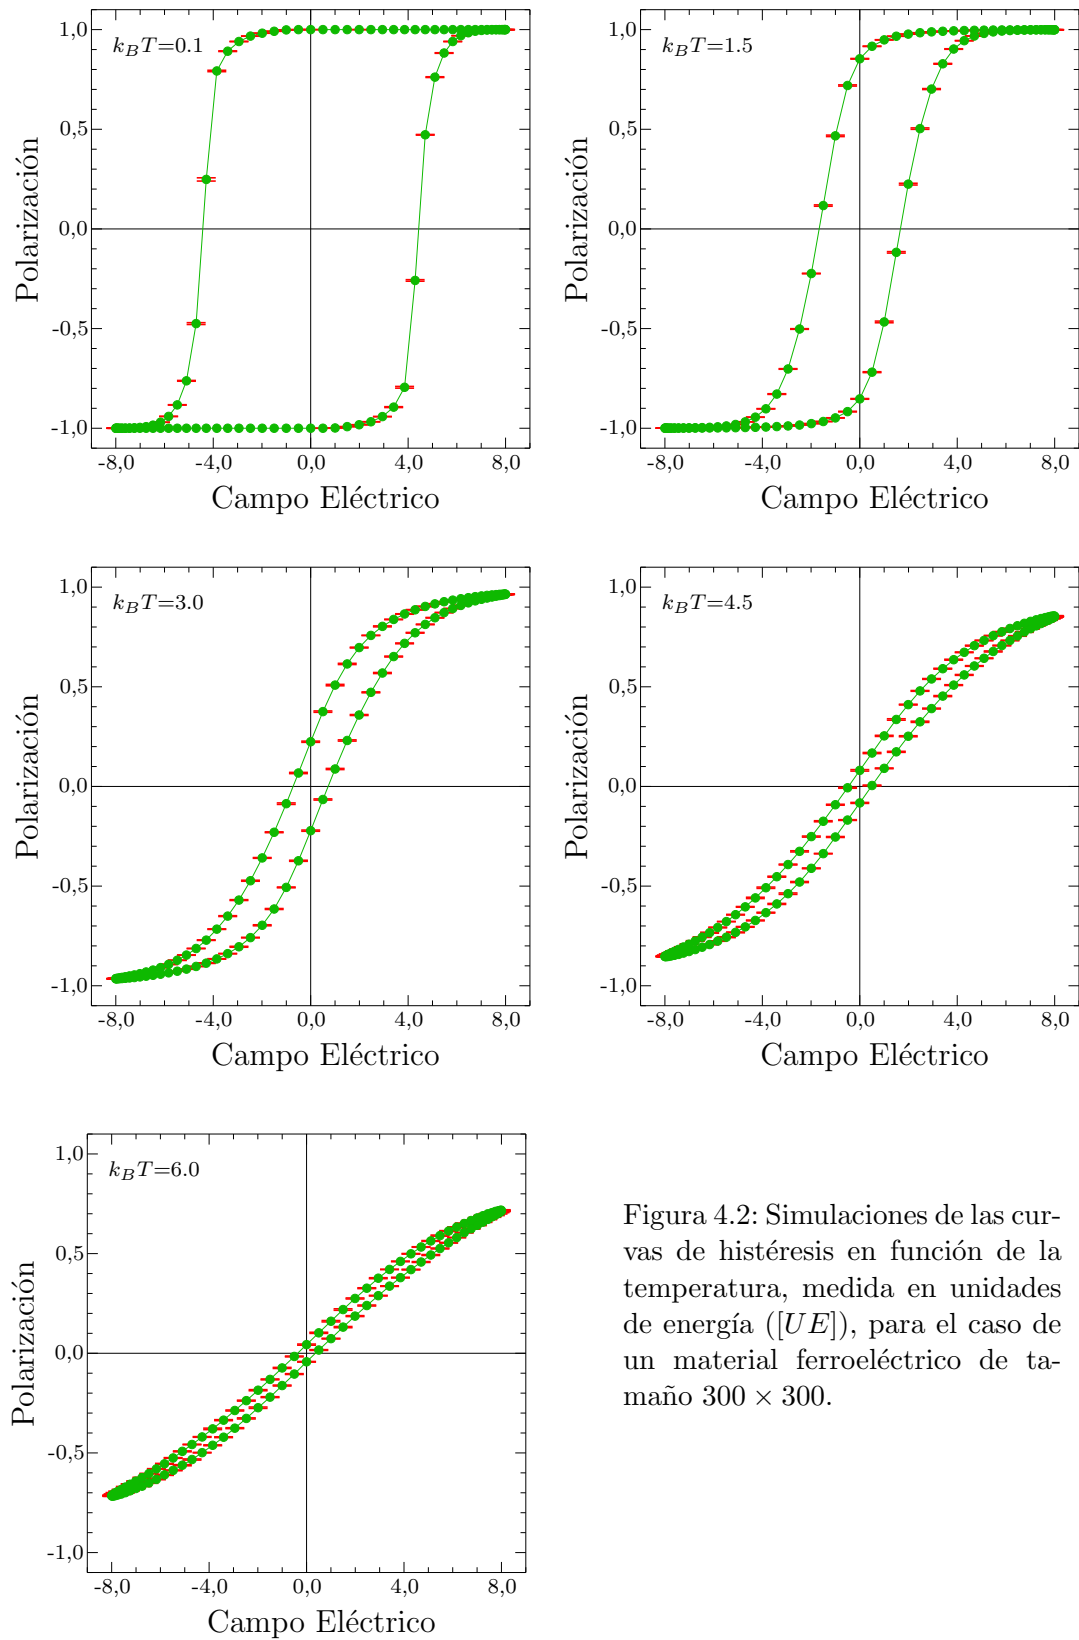 k_BT=0.1
1,0
0,5
0,0
-0,5
-1,0
Polarización
-8,0 -4,0 0,0 4,0 8,0
Campo Eléctrico
k_BT=1.5
1,0
0,5
0,0
-0,5
-1,0
Polarización
-8,0 -4,0 0,0 4,0 8,0
Campo Eléctrico
k_BT=3.0
1,0
0,5
0,0
-0,5
-1,0
Polarización
-8,0 -4,0 0,0 4,0 8,0
Campo Eléctrico
k_BT=4.5
1,0
0,5
0,0
-0,5
-1,0
Polarización
-8,0 -4,0 0,0 4,0 8,0
Campo Eléctrico
k_BT=6.0
1,0
0,5
0,0
-0,5
-1,0
Polarización
-8,0 -4,0 0,0 4,0 8,0
Campo Eléctrico
Figura 4.2: Simulaciones de las cur-
vas de histéresis en función de la
temperatura, medida en unidades
de energía ([UE]), para el caso de
un material ferroeléctrico de ta-
maño 300 × 300.